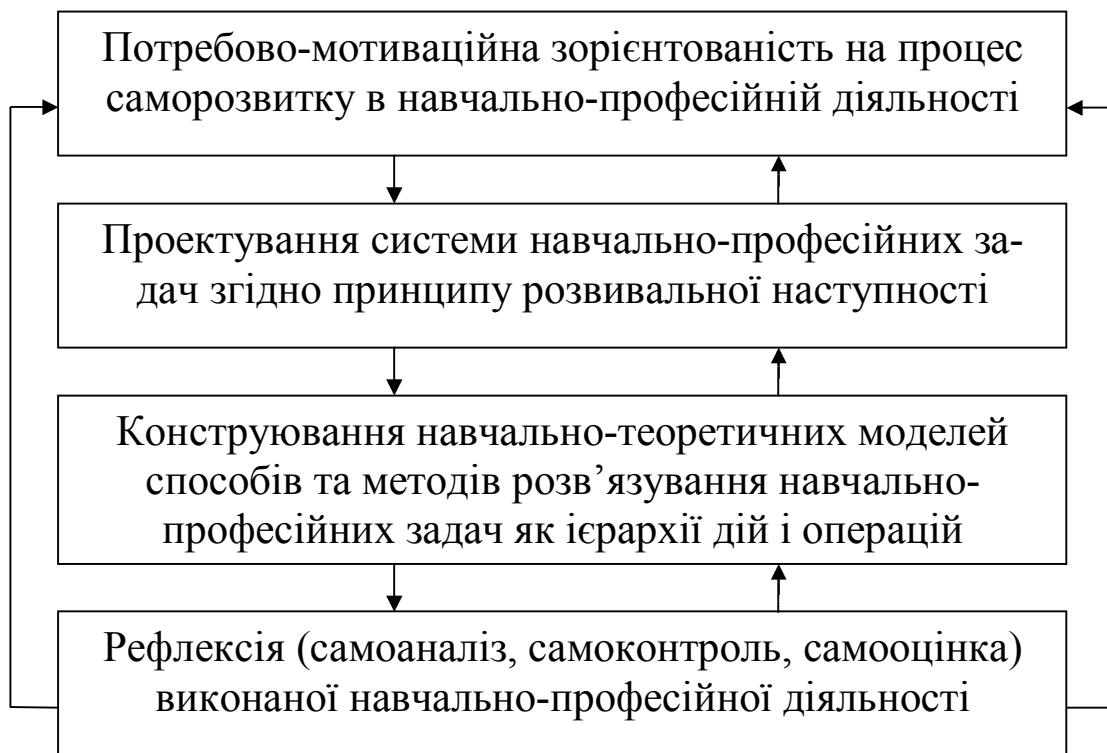 Потребово-мотиваційна зорієнтованість на процес
саморозвитку в навчально-професійній діяльності
Проектування системи навчально-професійних за-
дач згідно принципу розвивальної наступності
Конструювання навчально-теоретичних моделей
способів та методів розв’язування навчально-
професійних задач як ієрархії дій і операцій
Рефлексія (самоаналіз, самоконтроль, самооцінка)
виконаної навчально-професійної діяльності